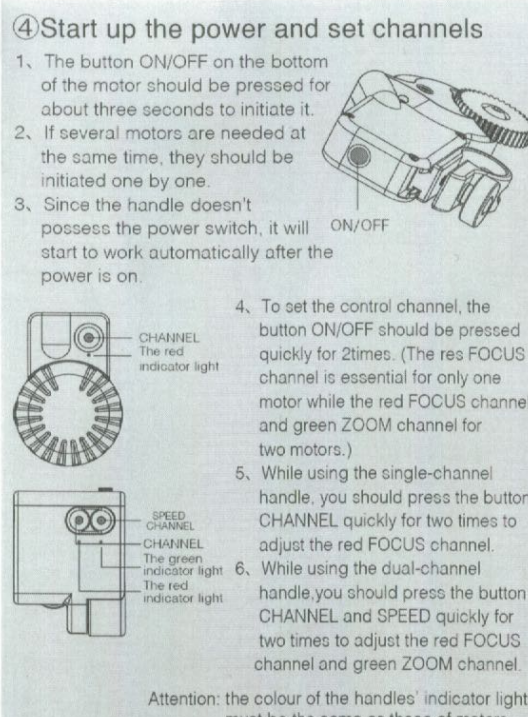 ④Start up the power and set channels
1、The button ON/OFF on the bottom
of the motor should be pressed for
about three seconds to initiate it.
2、If several motors are needed at
the same time, they should be
initiated one by one.
3、Since the handle doesn't
possess the power switch, it will
start to work automatically after the
power is on.
ON/OFF
CHANNEL
The red
indicator light
4、To set the control channel, the
button ON/OFF should be pressed
quickly for 2times. (The res FOCUS
channel is essential for only one
motor while the red FOCUS channe
and green ZOOM channel for
two motors.)
5、While using the single-channel
handle, you should press the button
CHANNEL quickly for two times to
adjust the red FOCUS channel.
SPEED
CHANNEL
CHANNEL
The green
indicator light
The red
indicator light
6、While using the dual-channel
handle,you should press the button
CHANNEL and SPEED quickly for
two times to adjust the red FOCUS
channel and green ZOOM channel.
Attention: the colour of the handles' indicator light
must be the same as those of motors